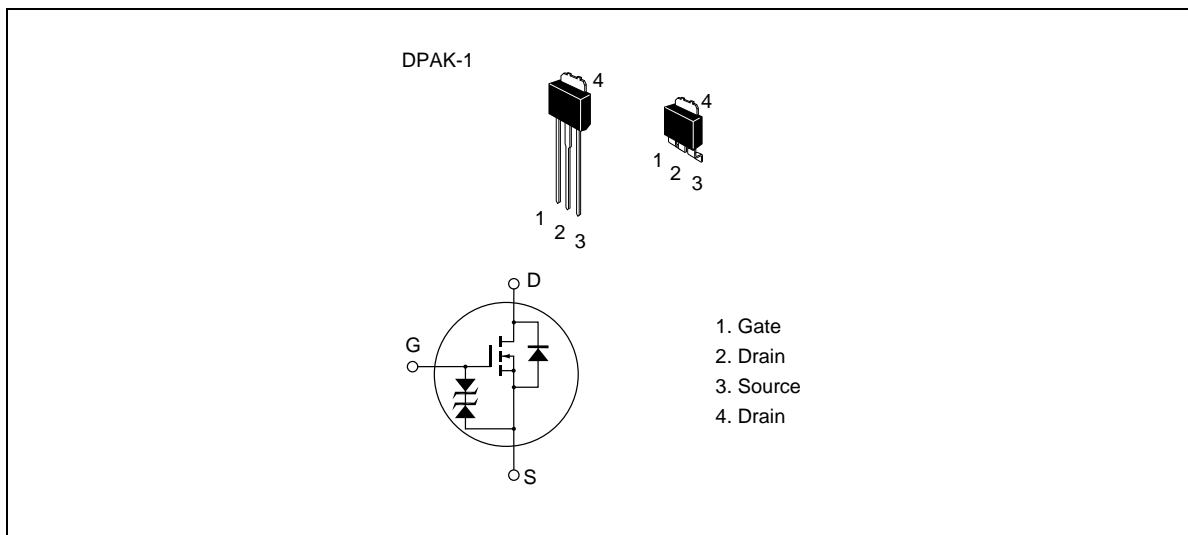 DPAK-1
4
4
1
2
3
1
2
3
D
G
S
1. Gate
2. Drain
3. Source
4. Drain